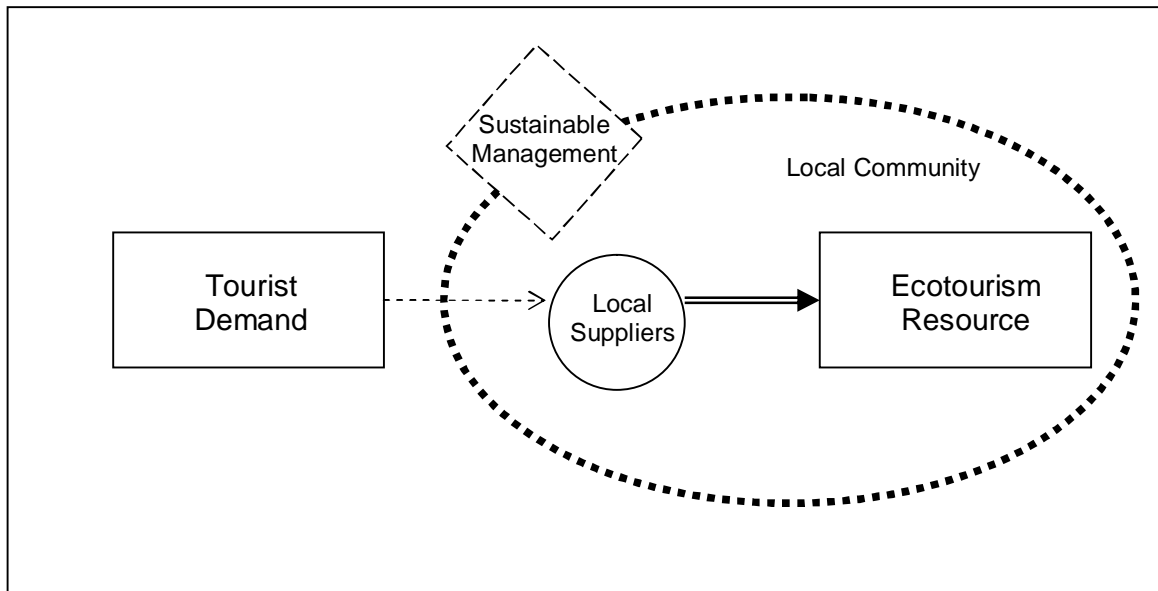 Sustainable
Management
Local Community
Tourist
Demand
Local
Suppliers
Ecotourism
Resource